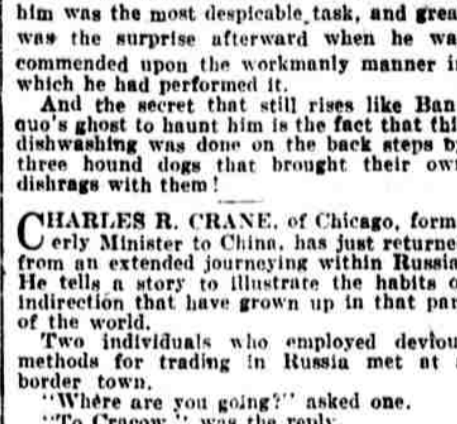 him was the most despicable task, and grea
was the surprise afterward when he wa
commended upon the workmanly manner i
which he had performed it.
And the secret that still rises like Ban
quo's ghost to haunt him is the fact that thi
dishwashing was done on the back steps b
three hound dogs that brought their ow
dishrags with them!
CHARLES R. CRANE, of Chicago, form
erly Minister to China, has just returne
from an extended journeying within Russia
He tells a story to illustrate the habits o
indirection that have grown up in that par
of the world.
Two individuals who employed deviou
methods for trading in Russia met at a
border town.
"Where are you going?" asked one.
"To Cracow," was the reply.